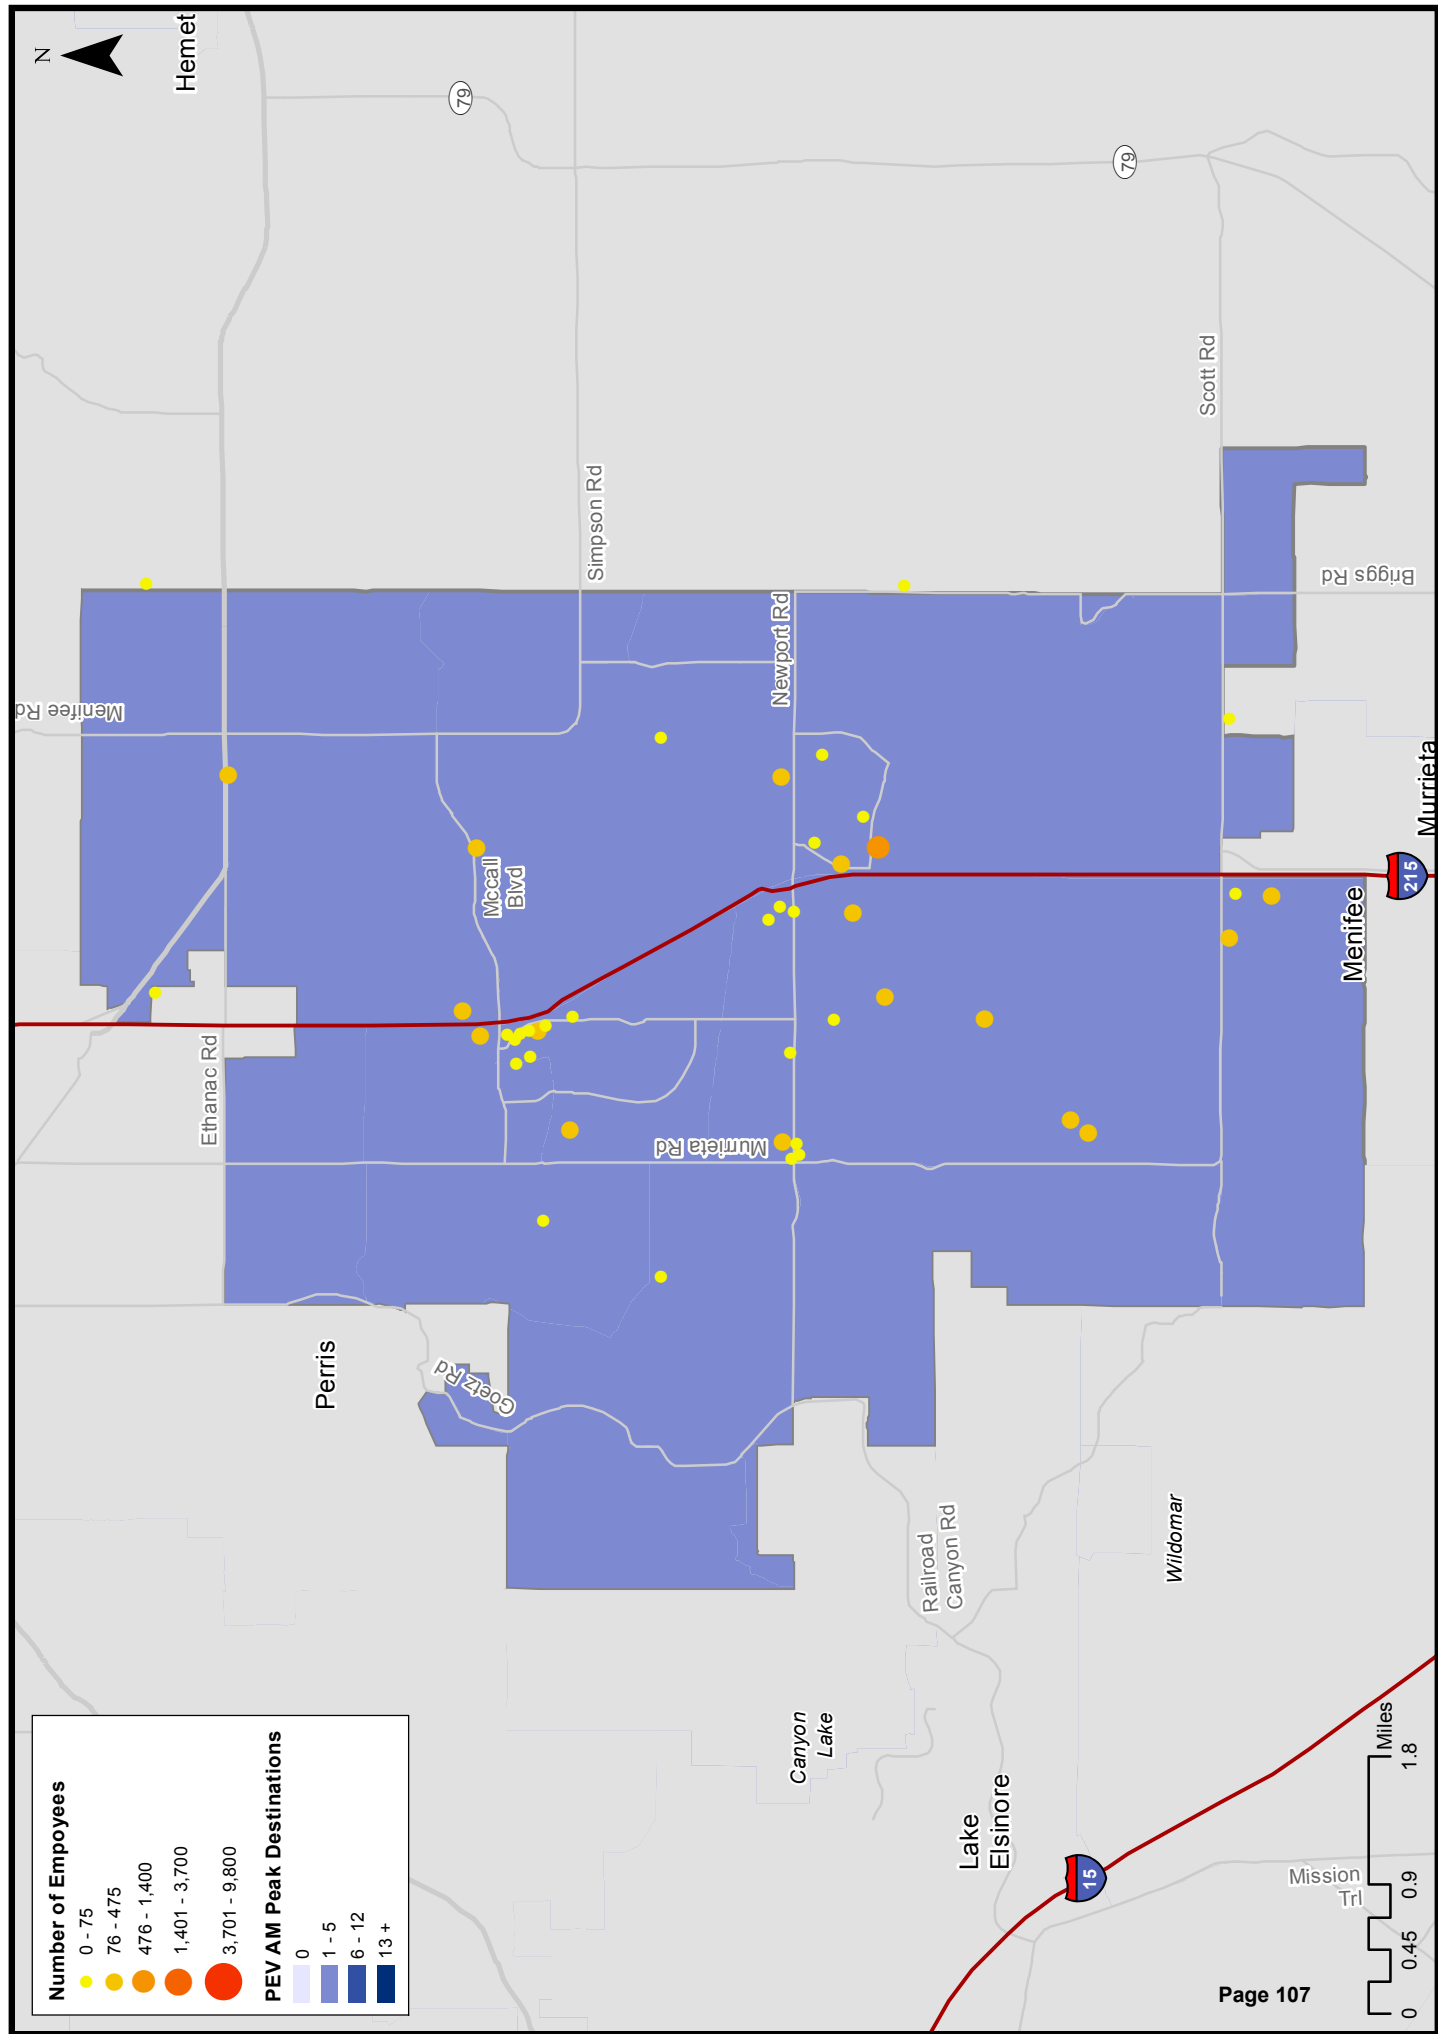 N
Hemet
79
79
Menifee Rd
Simpson Rd
Newport Rd
Scott Rd
Briggs Rd
Mccall
Blvd
Ethanac Rd
Murrieta Rd
Murrieta
215
Menifee
Perris
Goetz Rd
Railroad
Canyon Rd
Wildomar
Canyon
Lake
Lake
Elsinore
15
Mission
Trl
Number of Empoyees
0 - 75
76 - 475
476 - 1,400
1,401 - 3,700
3,701 - 9,800
PEV AM Peak Destinations
0
1 - 5
6 - 12
13 +
Miles
0 0.45 0.9 1.8
Page 107